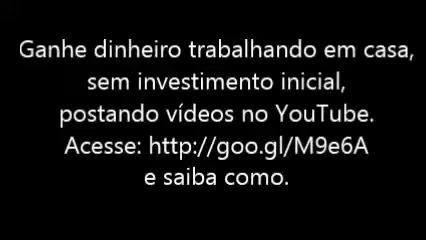 Ganhe dinheiro trabalhando em casa,
sem investimento inicial,
postando vídeos no YouTube.
Acesse: http://goo.gl/M9e6A
e saiba como.